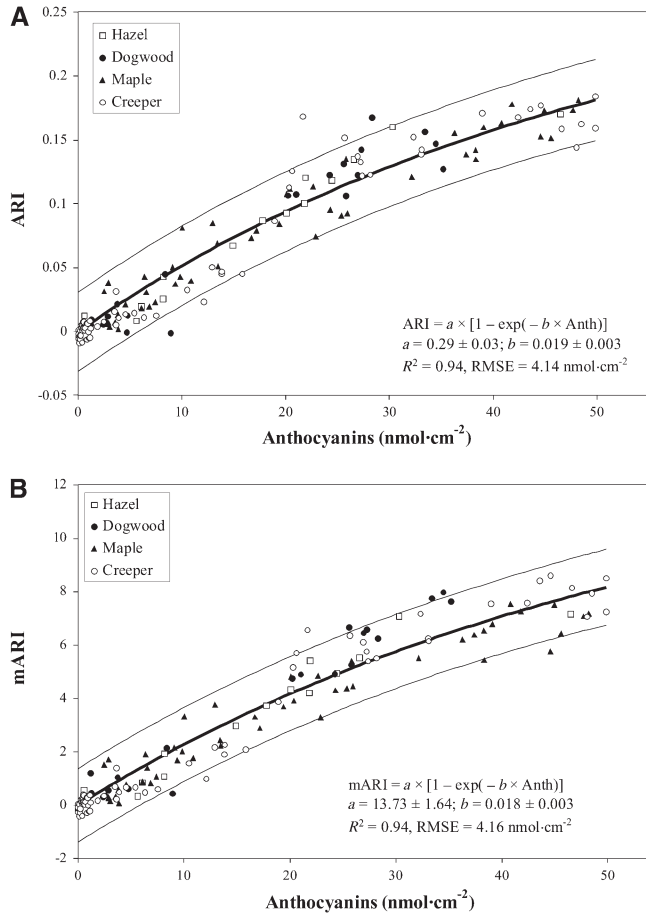 A
0.25
0.2
0.15
0.1
0.05
0
-0.05
ARI
Hazel
Dogwood
Maple
Creeper
ARI = a × [1 – exp(– b × Anth)]
a = 0.29 ± 0.03; b = 0.019 ± 0.003
R² = 0.94, RMSE = 4.14 nmol·cm⁻²
0 10 20 30 40 50
Anthocyanins (nmol·cm⁻²)
B
12
10
8
6
4
2
0
-2
mARI
Hazel
Dogwood
Maple
Creeper
mARI = a × [1 – exp(– b × Anth)]
a = 13.73 ± 1.64; b = 0.018 ± 0.003
R² = 0.94, RMSE = 4.16 nmol·cm⁻²
0 10 20 30 40 50
Anthocyanins (nmol·cm⁻²)